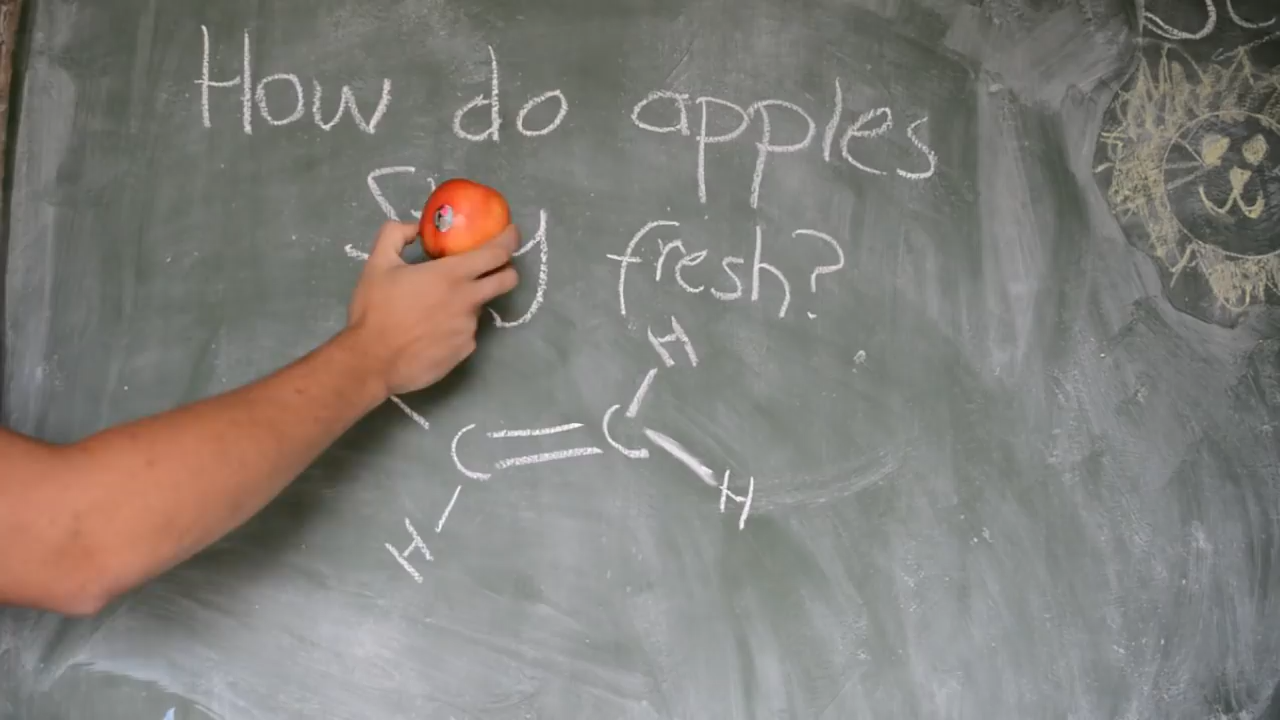 How do apples
fresh?
H
C = C
H
H